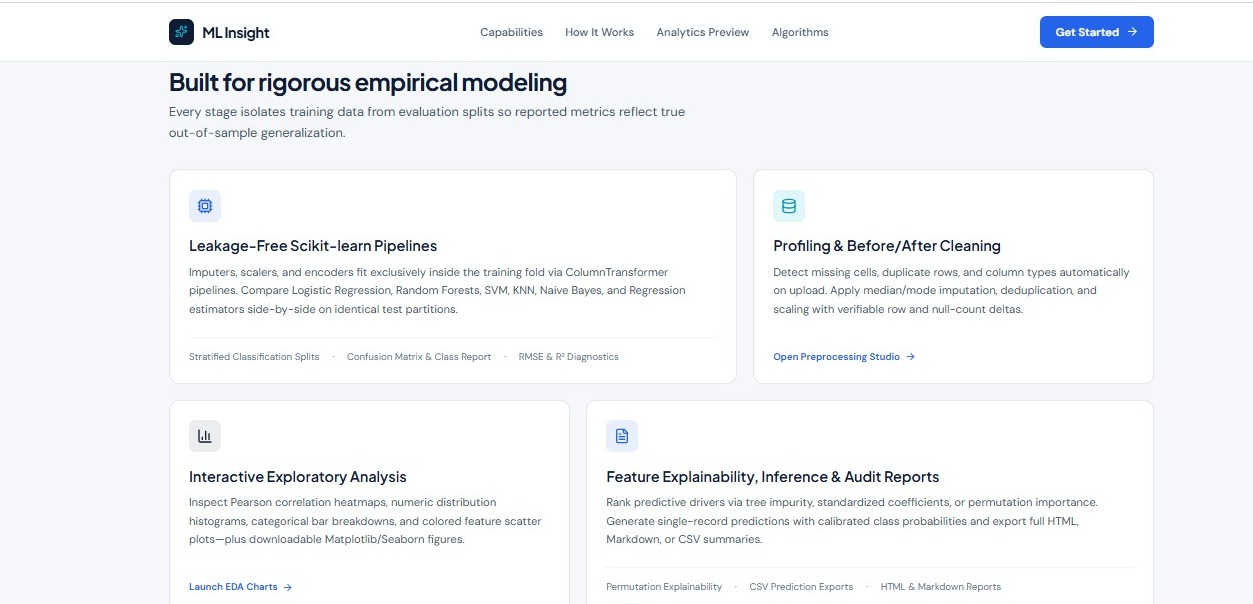 ML Insight
Capabilities
How It Works
Analytics Preview
Algorithms
Get Started →
Built for rigorous empirical modeling
Every stage isolates training data from evaluation splits so reported metrics reflect true
out-of-sample generalization.
Leakage-Free Scikit-learn Pipelines
Imputers, scalers, and encoders fit exclusively inside the training fold via ColumnTransformer
pipelines. Compare Logistic Regression, Random Forests, SVM, KNN, Naive Bayes, and Regression
estimators side-by-side on identical test partitions.
Stratified Classification Splits · Confusion Matrix & Class Report · RMSE & R² Diagnostics
Profiling & Before/After Cleaning
Detect missing cells, duplicate rows, and column types automatically
on upload. Apply median/mode imputation, deduplication, and
scaling with verifiable row and null-count deltas.
Open Preprocessing Studio →
Interactive Exploratory Analysis
Inspect Pearson correlation heatmaps, numeric distribution
histograms, categorical bar breakdowns, and colored feature scatter
plots—plus downloadable Matplotlib/Seaborn figures.
Launch EDA Charts →
Feature Explainability, Inference & Audit Reports
Rank predictive drivers via tree impurity, standardized coefficients, or permutation importance.
Generate single-record predictions with calibrated class probabilities and export full HTML,
Markdown, or CSV summaries.
Permutation Explainability · CSV Prediction Exports · HTML & Markdown Reports